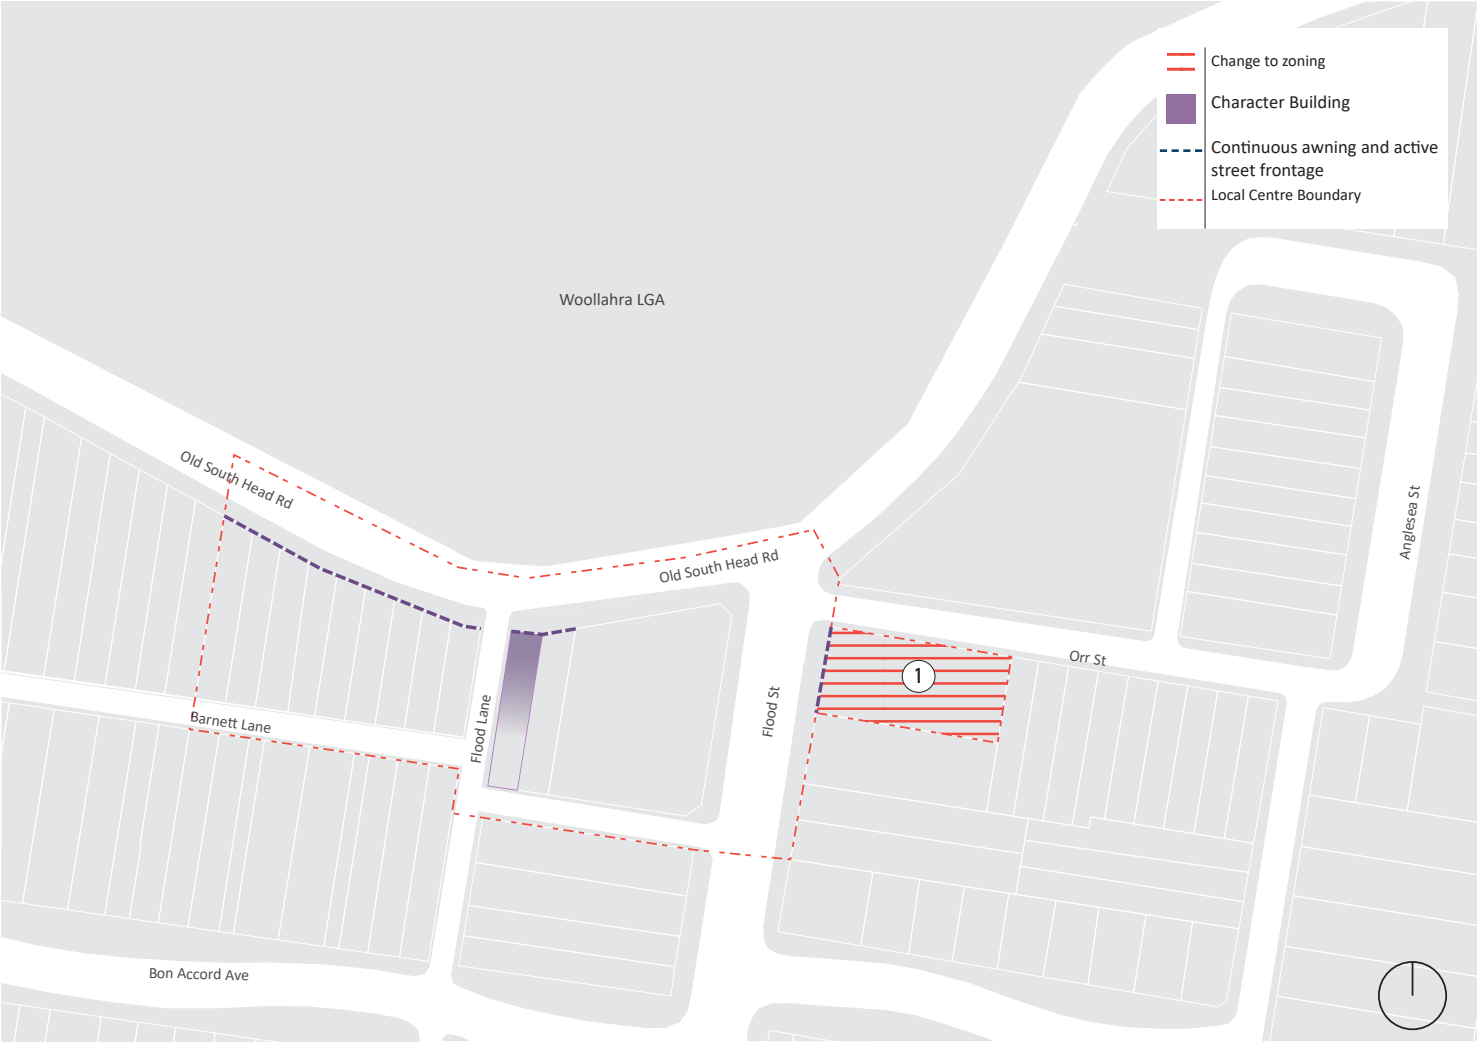 Change to zoning
Character Building
Continuous awning and active
street frontage
Local Centre Boundary
Woollahra LGA
Old South Head Rd
Old South Head Rd
Anglesea St
Orr St
1
Flood St
Flood Lane
Barnett Lane
Bon Accord Ave